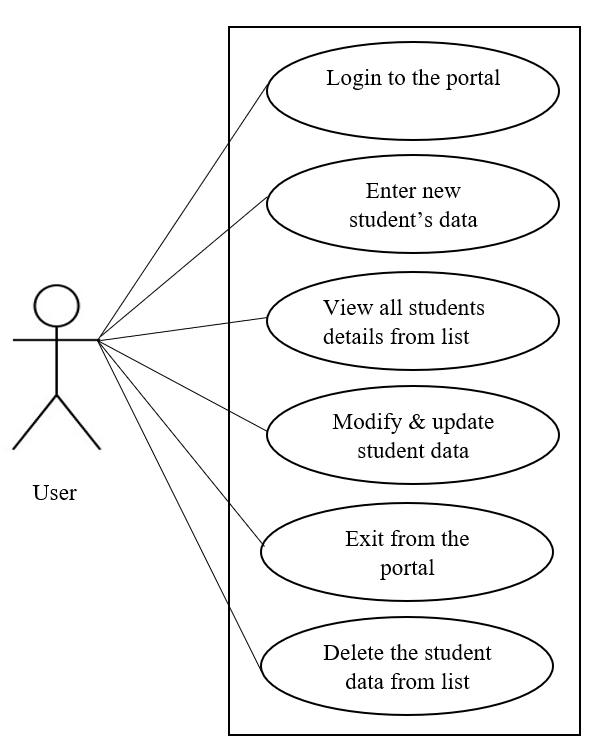 Login to the portal
Enter new
student’s data
View all students
details from list
Modify & update
student data
Exit from the
portal
Delete the student
data from list
User